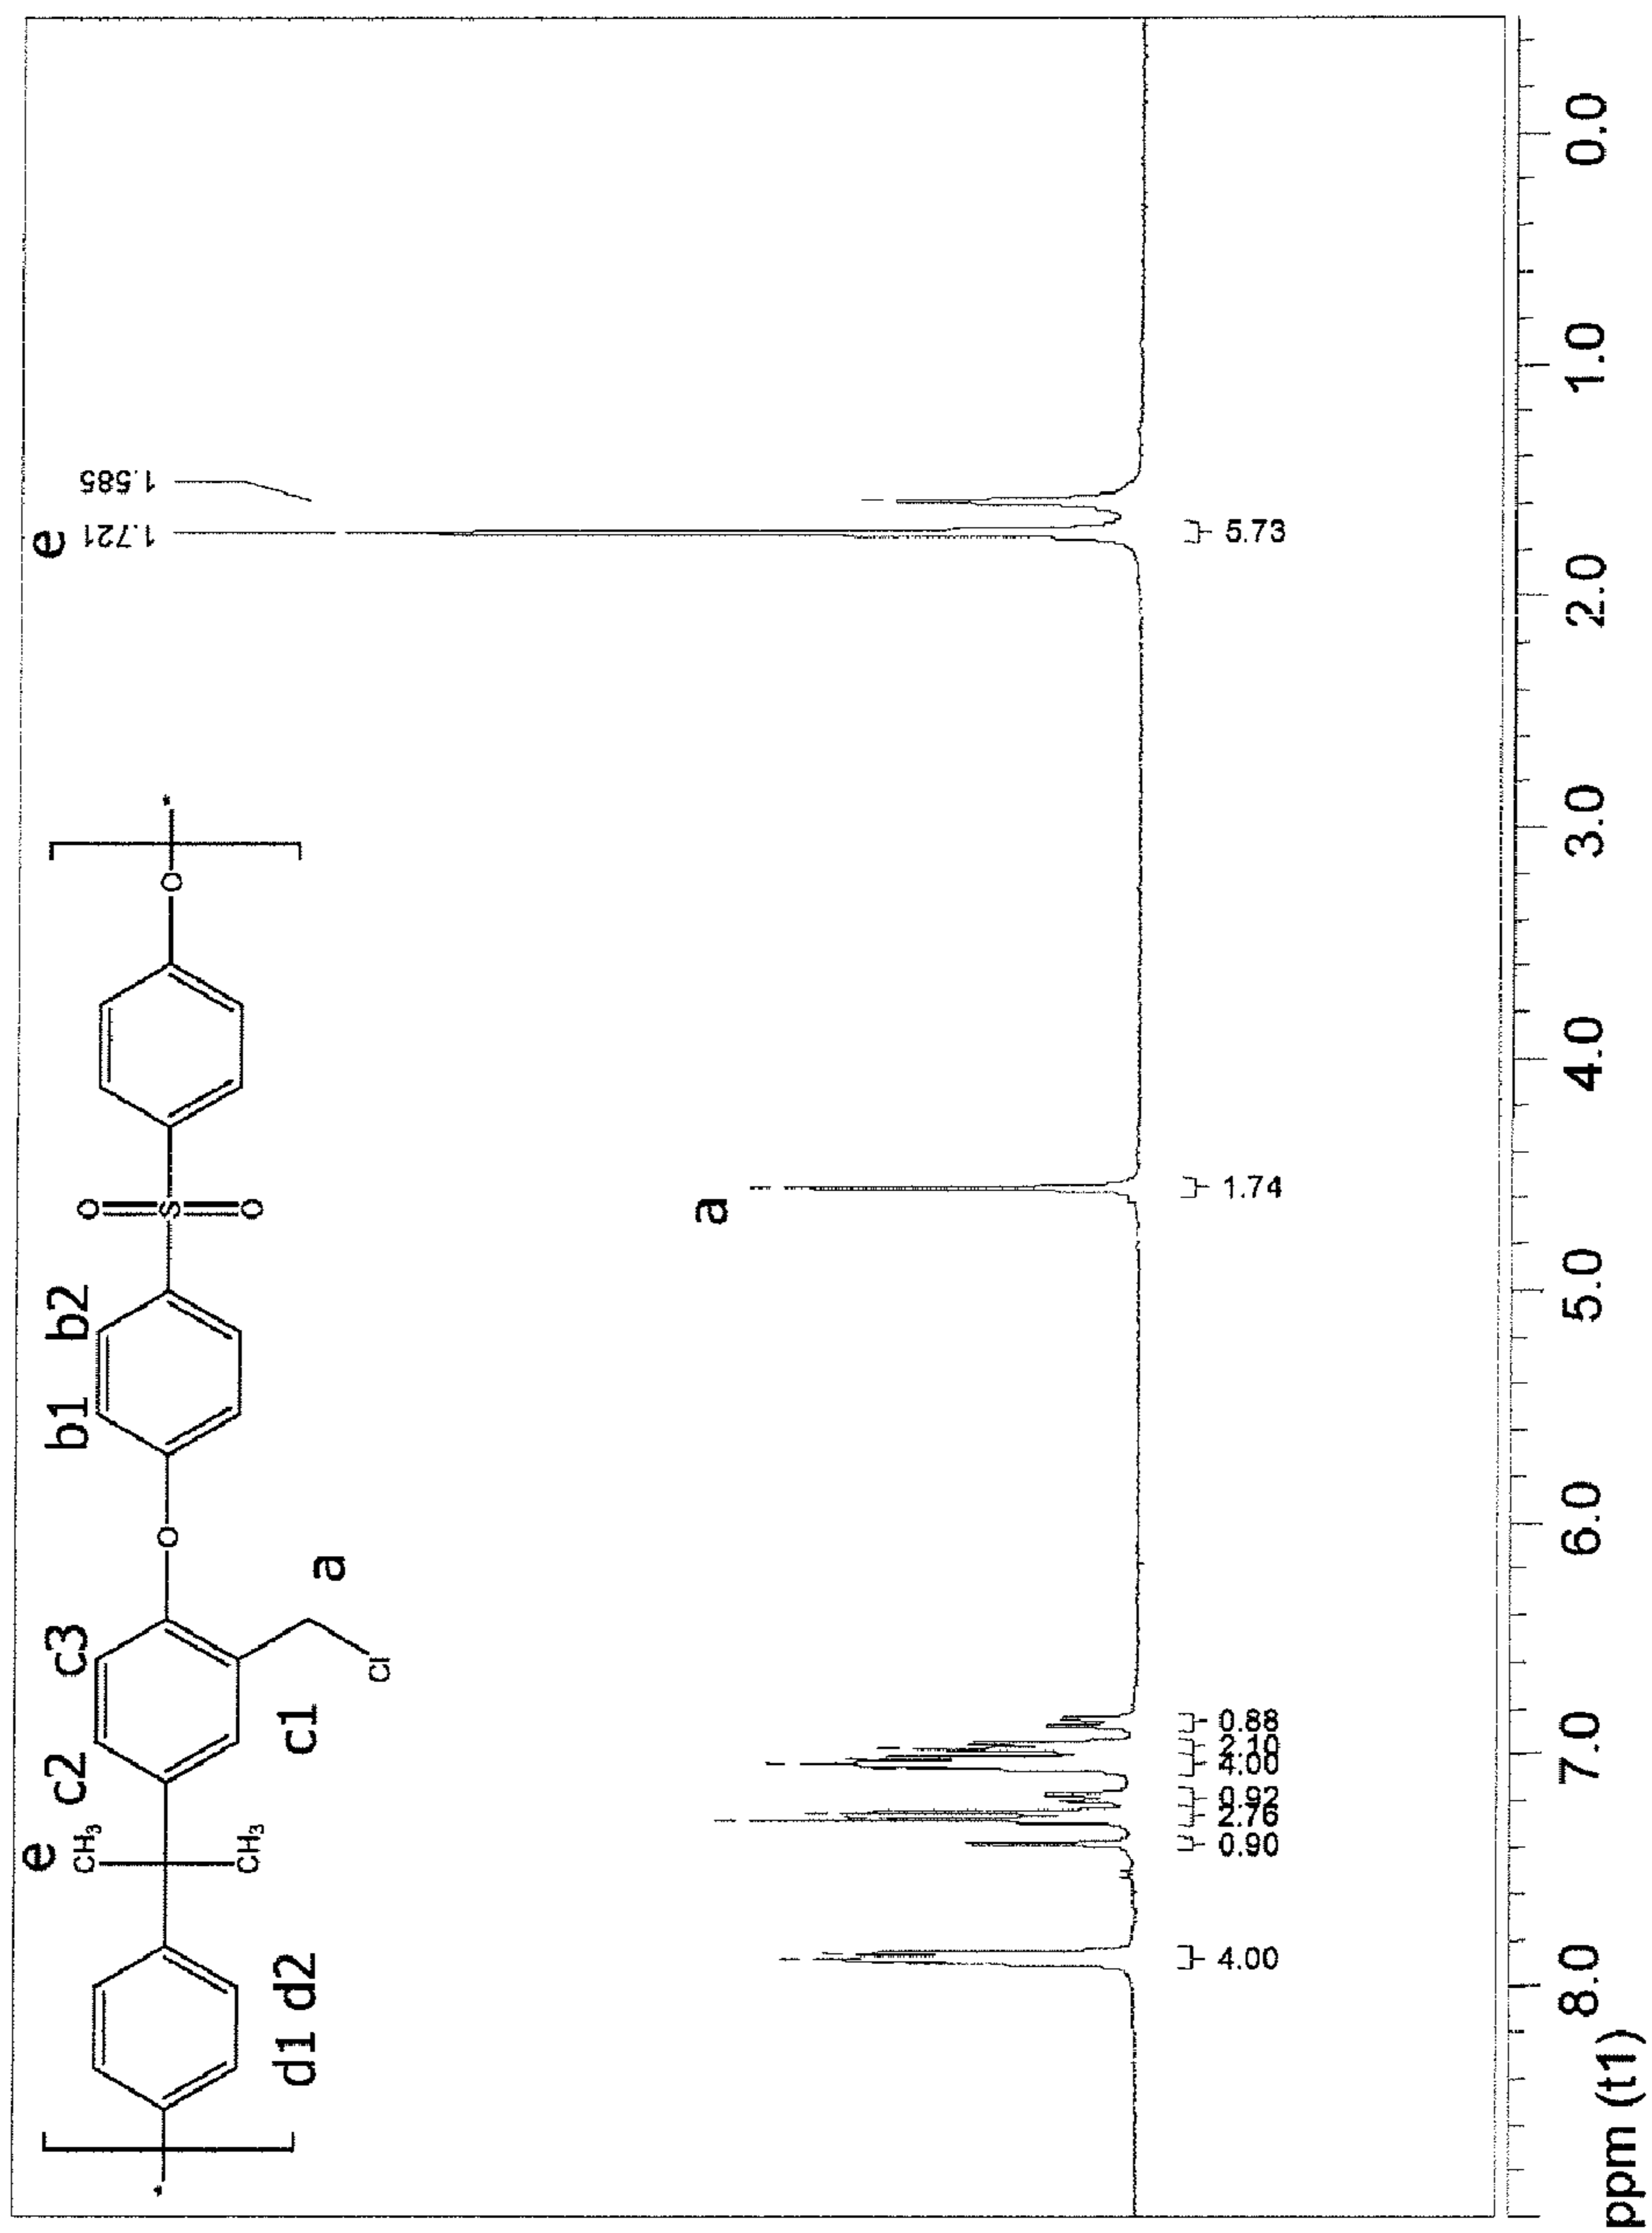 e
1.721
1.585
e
CH₃
CH₃
c2
c3
c1
a
Cl
O
b1
b2
O
S
O
O
d1 d2
*
*
a
4.00
0.90
2.76
0.92
4.00
2.10
0.88
1.74
5.73
8.0
7.0
6.0
5.0
4.0
3.0
2.0
1.0
0.0
ppm (t1)